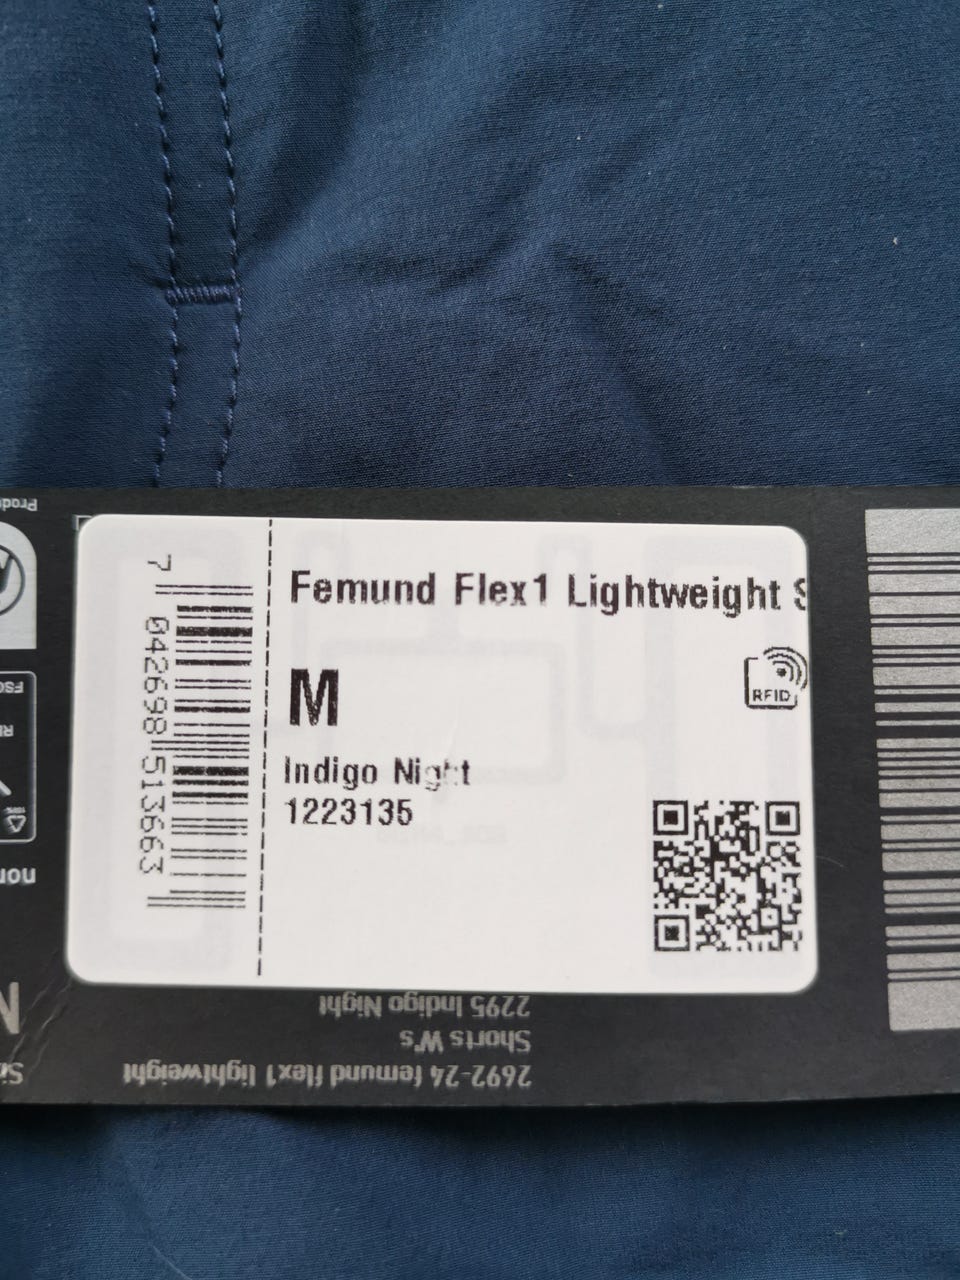 Femund Flex1 Lightweight S
M
RFID
Indigo Night
1223135
7 042698 513663
2692-24 femund flex1 lightweight
Shorts W's
2295 Indigo Night